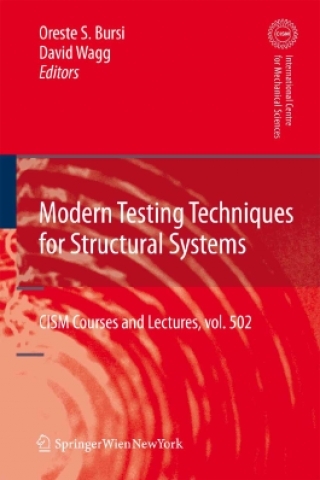 Oreste S. Bursi
David Wagg
Editors
CISM
International Centre
for Mechanical Sciences
Modern Testing Techniques
for Structural Systems
CISM Courses and Lectures, vol. 502
SpringerWienNewYork